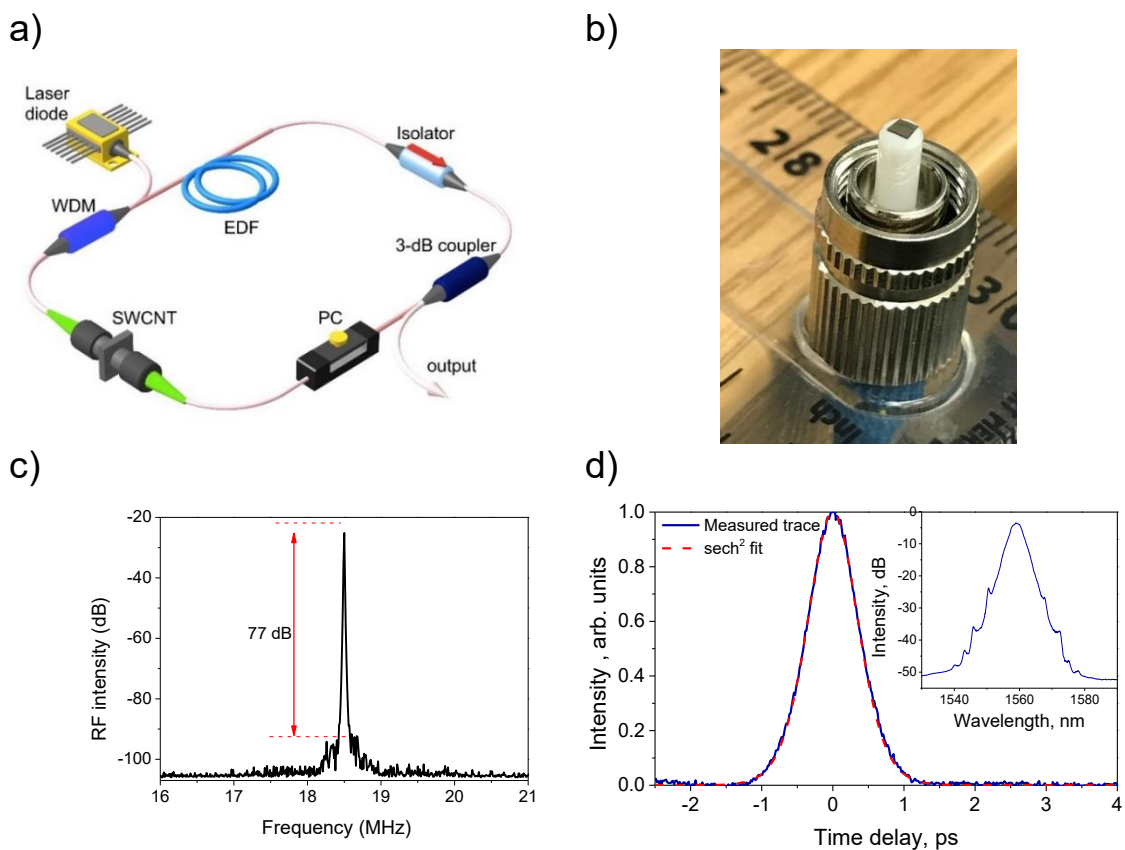 a)
Laser
diode
WDM
EDF
Isolator
3-dB coupler
SWCNT
PC
output
b)
28
30
inch
c)
-20
-40
-60
-80
-100
RF intensity (dB)
77 dB
16 17 18 19 20 21
Frequency (MHz)
d)
1.0
0.8
0.6
0.4
0.2
0.0
Intensity , arb. units
Measured trace
sech² fit
-2 -1 0 1 2 3 4
Time delay, ps
0
-10
-20
-30
-40
-50
Intensity, dB
1540 1560 1580
Wavelength, nm